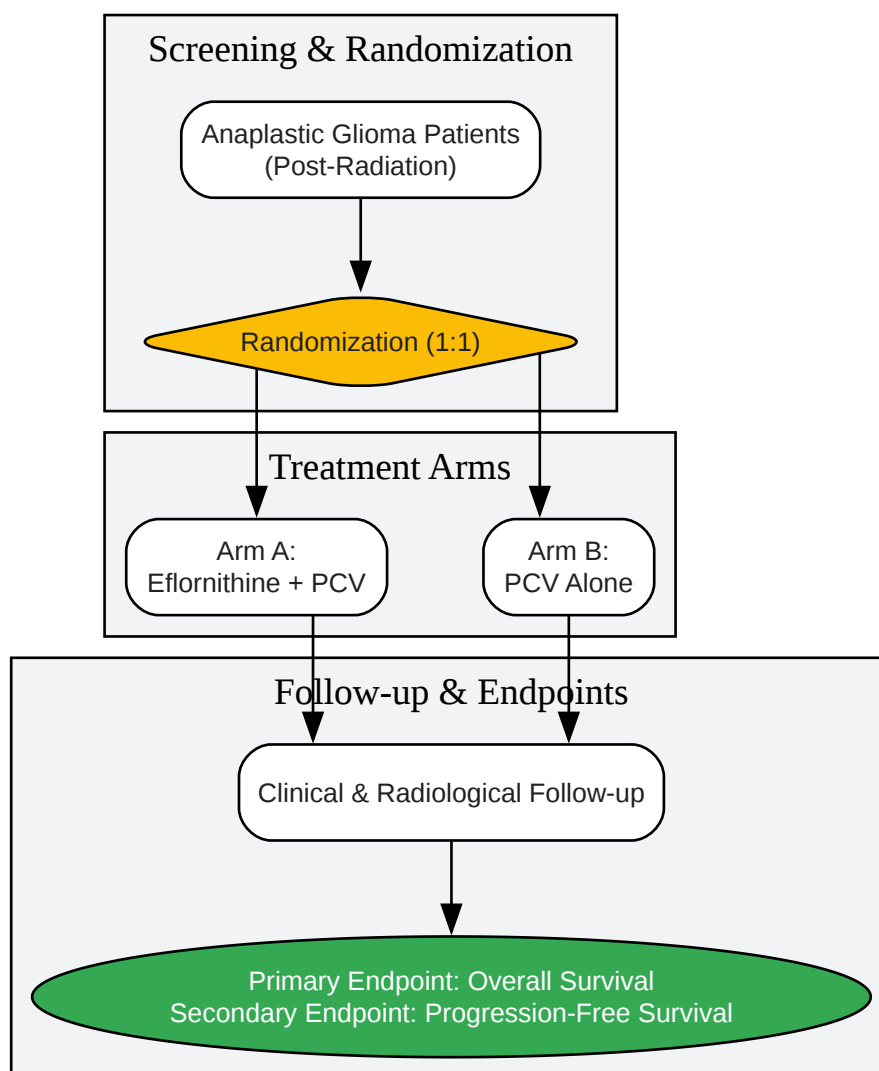 Screening & Randomization
Anaplastic Glioma Patients
(Post-Radiation)
Randomization (1:1)
Treatment Arms
Arm A:
Eflornithine + PCV
Arm B:
PCV Alone
Follow-up & Endpoints
Clinical & Radiological Follow-up
Primary Endpoint: Overall Survival
Secondary Endpoint: Progression-Free Survival